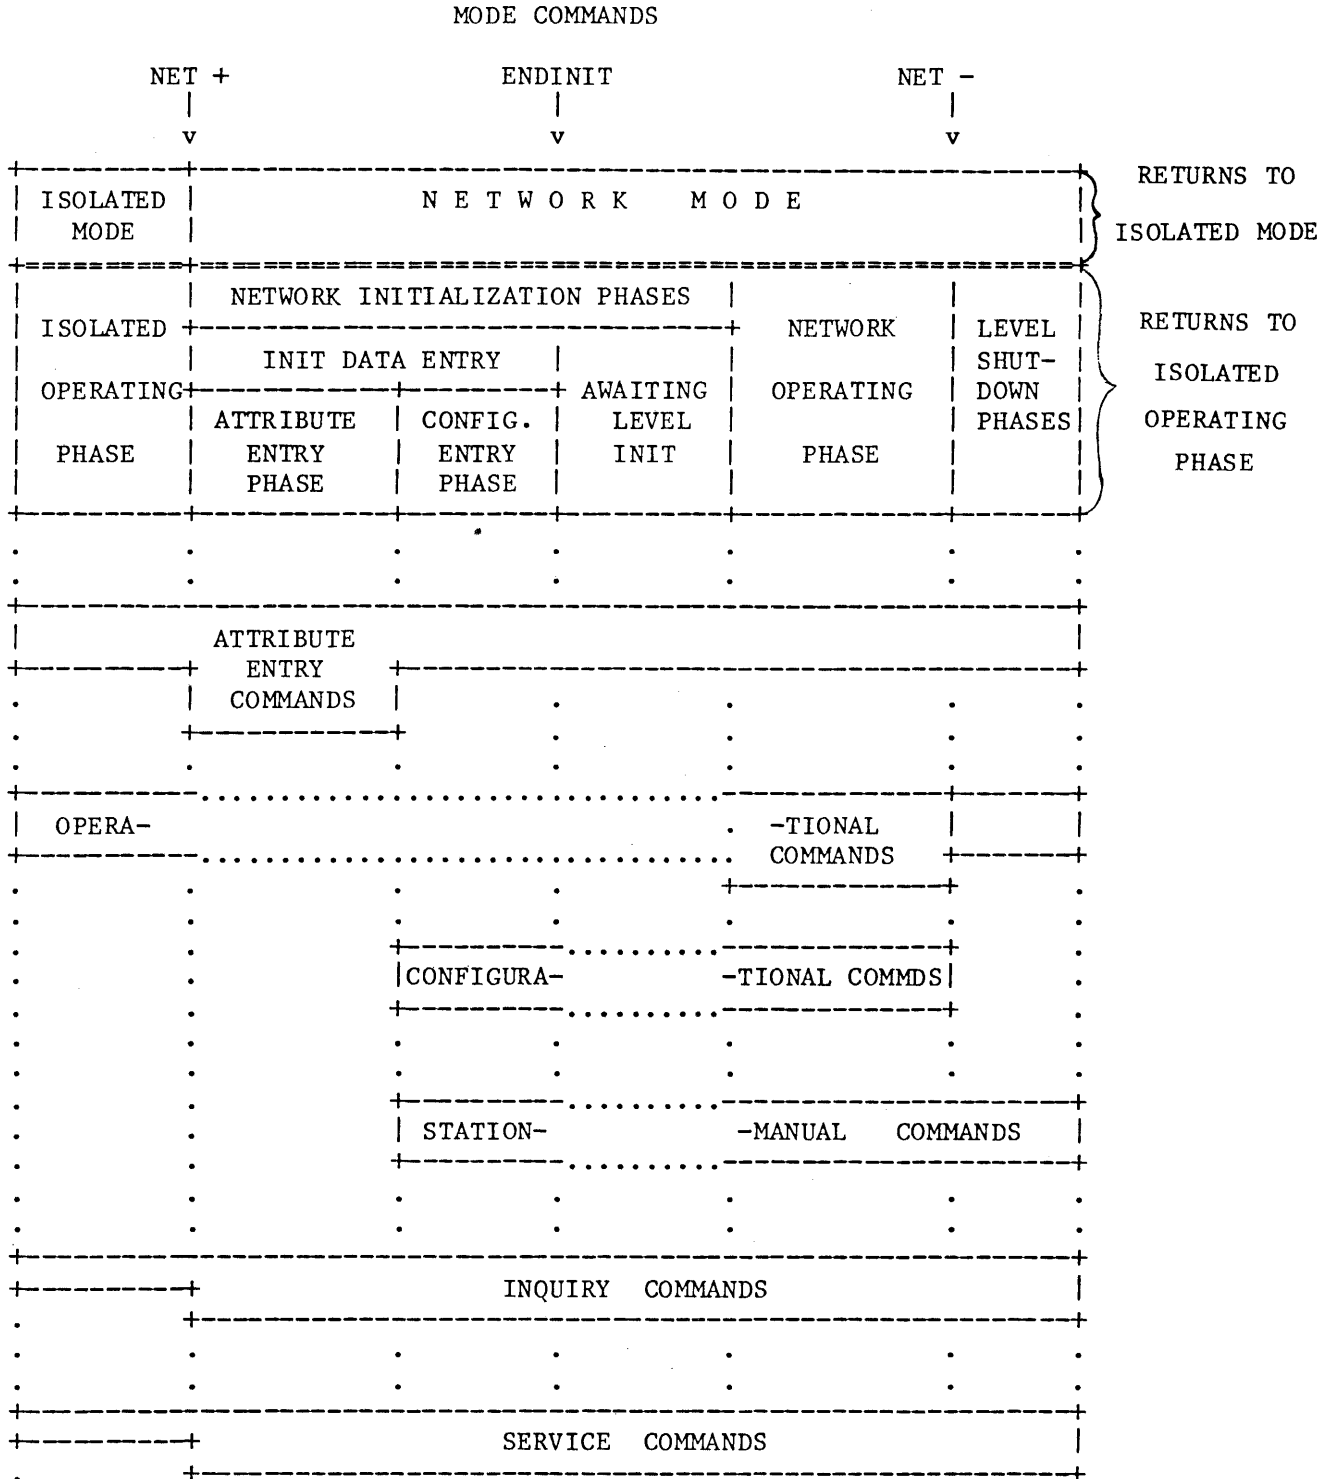 MODE COMMANDS
NET + ENDINIT NET -
| | |
v v v
RETURNS TO
ISOLATED N E T W O R K M O D E
MODE ISOLATED MODE
NETWORK INITIALIZATION PHASES
ISOLATED NETWORK LEVEL RETURNS TO
INIT DATA ENTRY SHUT-
ISOLATED
OPERATING AWAITING OPERATING DOWN
ATTRIBUTE CONFIG. LEVEL PHASES OPERATING
PHASE ENTRY ENTRY INIT PHASE PHASE
PHASE PHASE
ATTRIBUTE
ENTRY
COMMANDS
OPERA- -TIONAL
COMMANDS
CONFIGURA- -TIONAL COMMDS
STATION- -MANUAL COMMANDS
INQUIRY COMMANDS
SERVICE COMMANDS